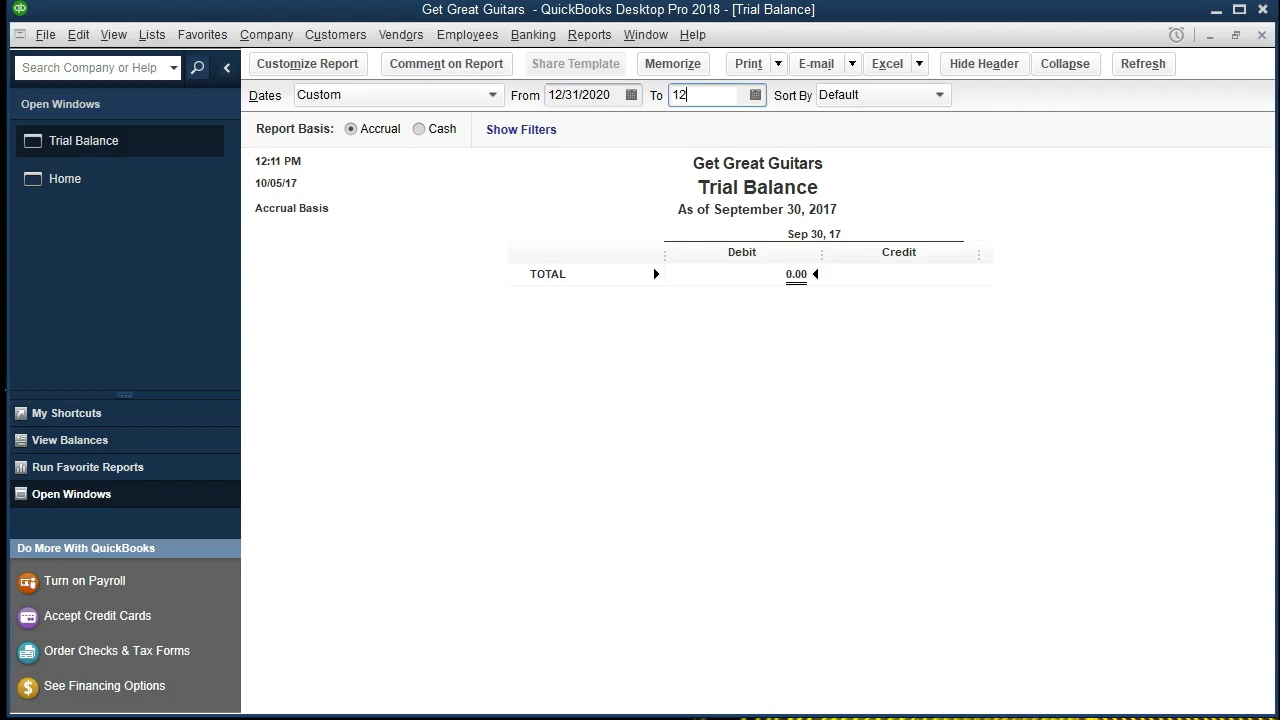 Get Great Guitars - QuickBooks Desktop Pro 2018 - [Trial Balance]
File Edit View Lists Favorites Company Customers Vendors Employees Banking Reports Window Help
Search Company or Help
Customize Report Comment on Report Share Template Memorize Print E-mail Excel Hide Header Collapse Refresh
Dates Custom From 12/31/2020 To 12 Sort By Default
Open Windows
Report Basis: Accrual Cash Show Filters
Trial Balance
Home
12:11 PM
10/05/17
Accrual Basis
Get Great Guitars
Trial Balance
As of September 30, 2017
Sep 30, 17
Debit Credit
TOTAL 0.00
My Shortcuts
View Balances
Run Favorite Reports
Open Windows
Do More With QuickBooks
Turn on Payroll
Accept Credit Cards
Order Checks & Tax Forms
See Financing Options